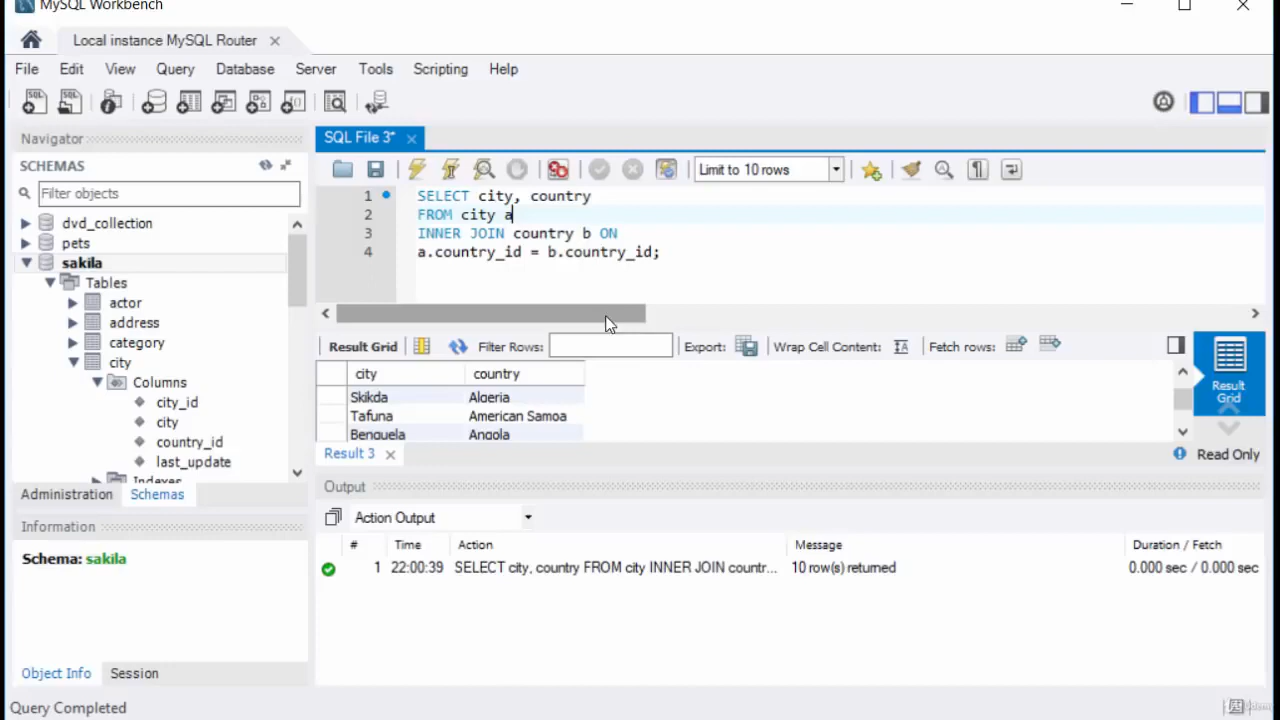 MySQL Workbench
Local instance MySQL Router
File Edit View Query Database Server Tools Scripting Help
Navigator
SCHEMAS
Filter objects
dvd_collection
pets
sakila
Tables
actor
address
category
city
Columns
city_id
city
country_id
last_update
Indexes
Administration Schemas
Information
Schema: sakila
Object Info Session
SQL File 3*
Limit to 10 rows
1 SELECT city, country
2 FROM city a
3 INNER JOIN country b ON
4 a.country_id = b.country_id;
Result Grid Filter Rows: Export: Wrap Cell Content: Fetch rows:
city country
Skikda Algeria
Tafuna American Samoa
Benguela Angola
Result Grid
Result 3
Read Only
Output
Action Output
# Time Action Message Duration / Fetch
1 22:00:39 SELECT city, country FROM city INNER JOIN countr... 10 row(s) returned 0.000 sec / 0.000 sec
Query Completed
Udemy